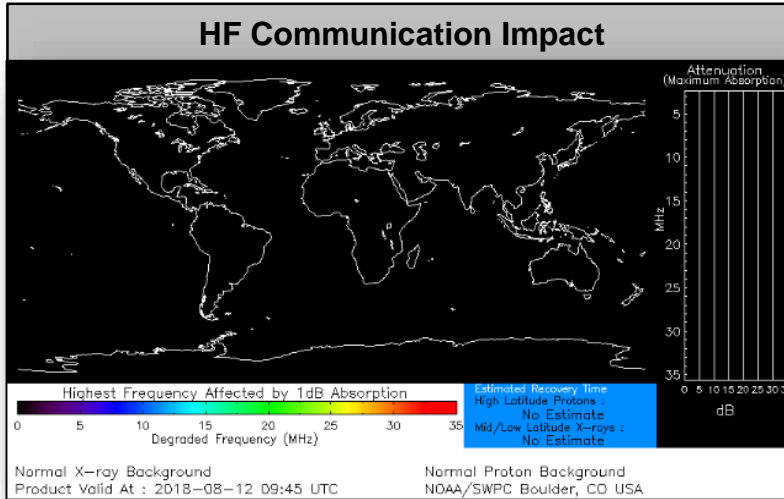 HF Communication Impact
Attenuation
(Maximum Absorption)
5
10
15
20
25
30
35
MHz
0 5 10 15 20 25 30 3
dB
Highest Frequency Affected by 1dB Absorption
0 5 10 15 20 25 30 35
Degraded Frequency (MHz)
Estimated Recovery Time
High Latitude Protons :
No Estimate
Mid/Low Latitude X-rays :
No Estimate
Normal X-ray Background
Normal Proton Background
Product Valid At : 2018-08-12 09:45 UTC
NOAA/SWPC Boulder, CO USA